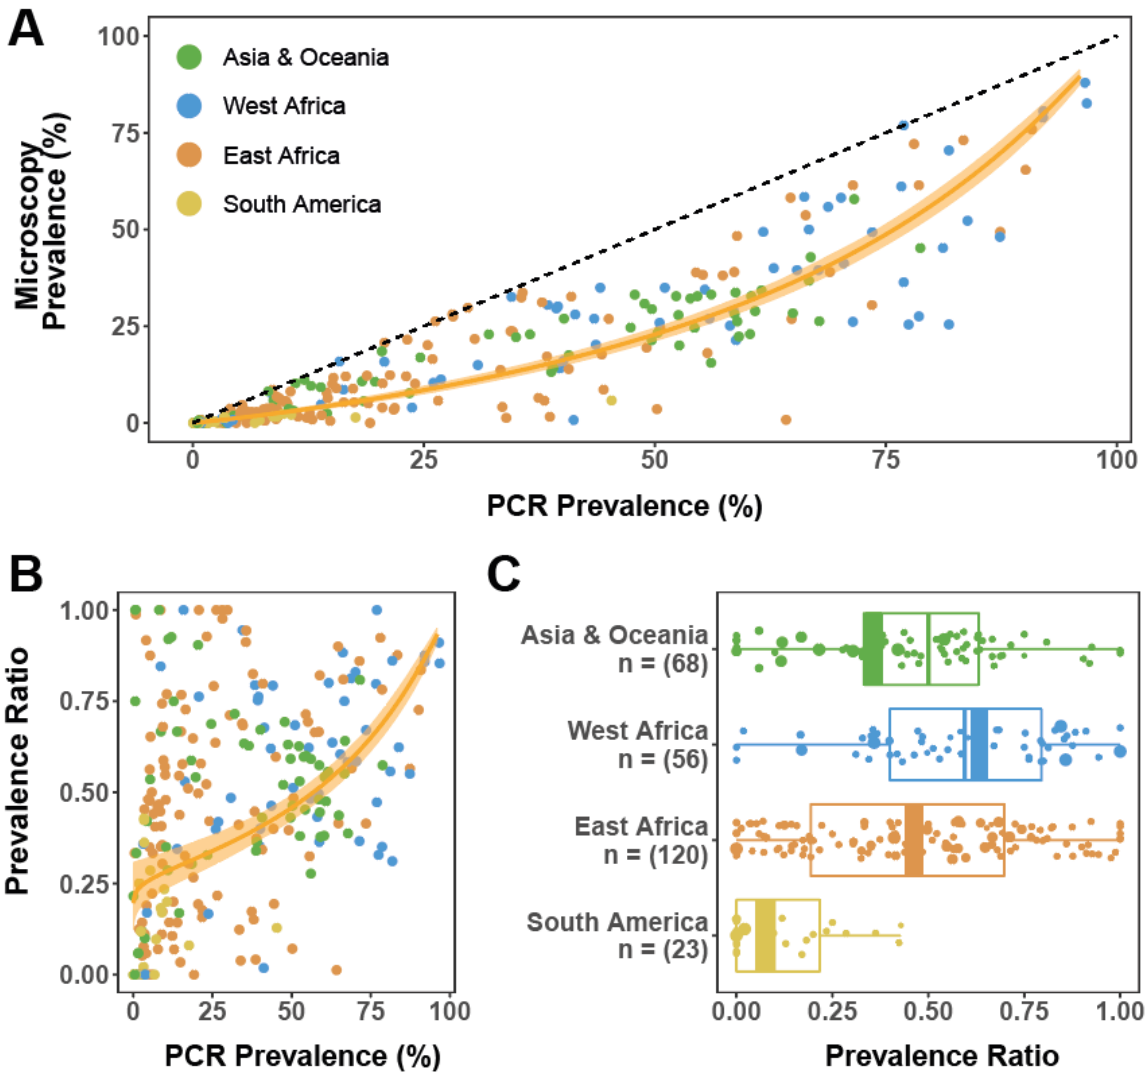 A
100
75
50
25
0
Microscopy
Prevalence (%)
Asia & Oceania
West Africa
East Africa
South America
0 25 50 75 100
PCR Prevalence (%)
B
1.00
0.75
0.50
0.25
0.00
Prevalence Ratio
0 25 50 75 100
PCR Prevalence (%)
C
Asia & Oceania
n = (68)
West Africa
n = (56)
East Africa
n = (120)
South America
n = (23)
0.00 0.25 0.50 0.75 1.00
Prevalence Ratio